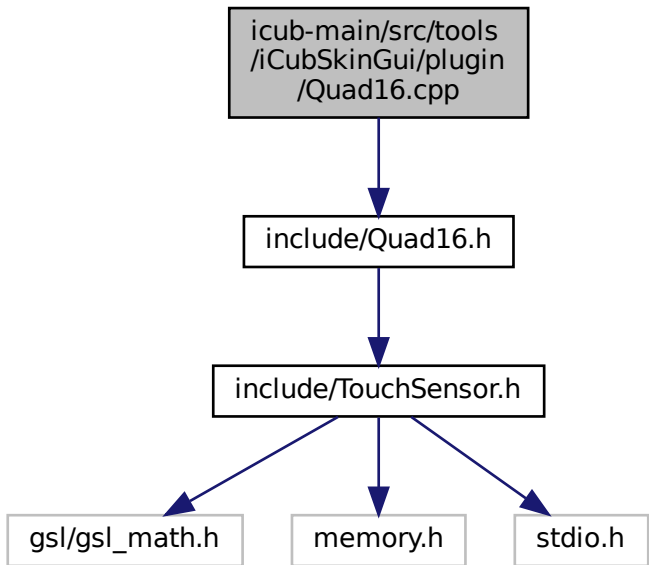 icub-main/src/tools
/iCubSkinGui/plugin
/Quad16.cpp
include/Quad16.h
include/TouchSensor.h
gsl/gsl_math.h
memory.h
stdio.h